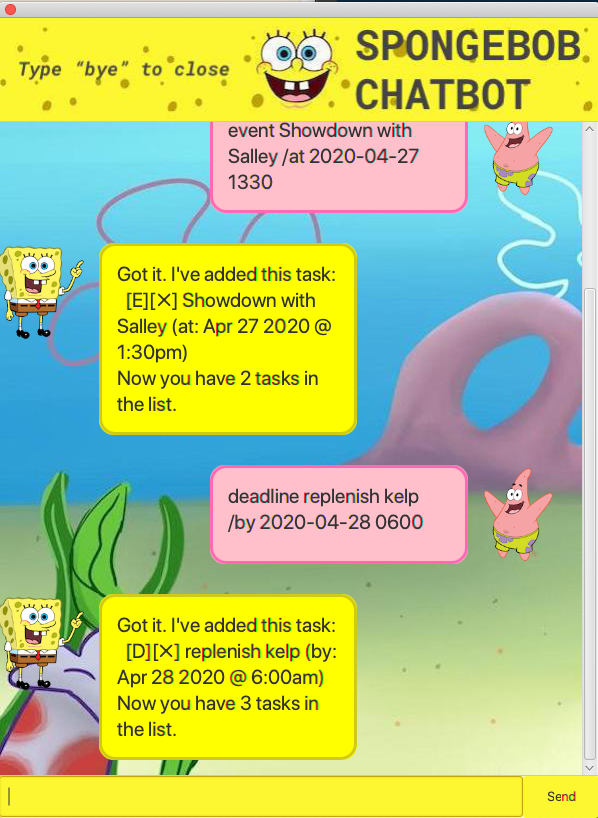 Type “bye” to close
SPONGEBOB
CHATBOT
event Showdown with
Salley /at 2020-04-27
1330
Got it. I've added this task:
[E][✕] Showdown with
Salley (at: Apr 27 2020 @
1:30pm)
Now you have 2 tasks in
the list.
deadline replenish kelp
/by 2020-04-28 0600
Got it. I've added this task:
[D][✕] replenish kelp (by:
Apr 28 2020 @ 6:00am)
Now you have 3 tasks in
the list.
Send